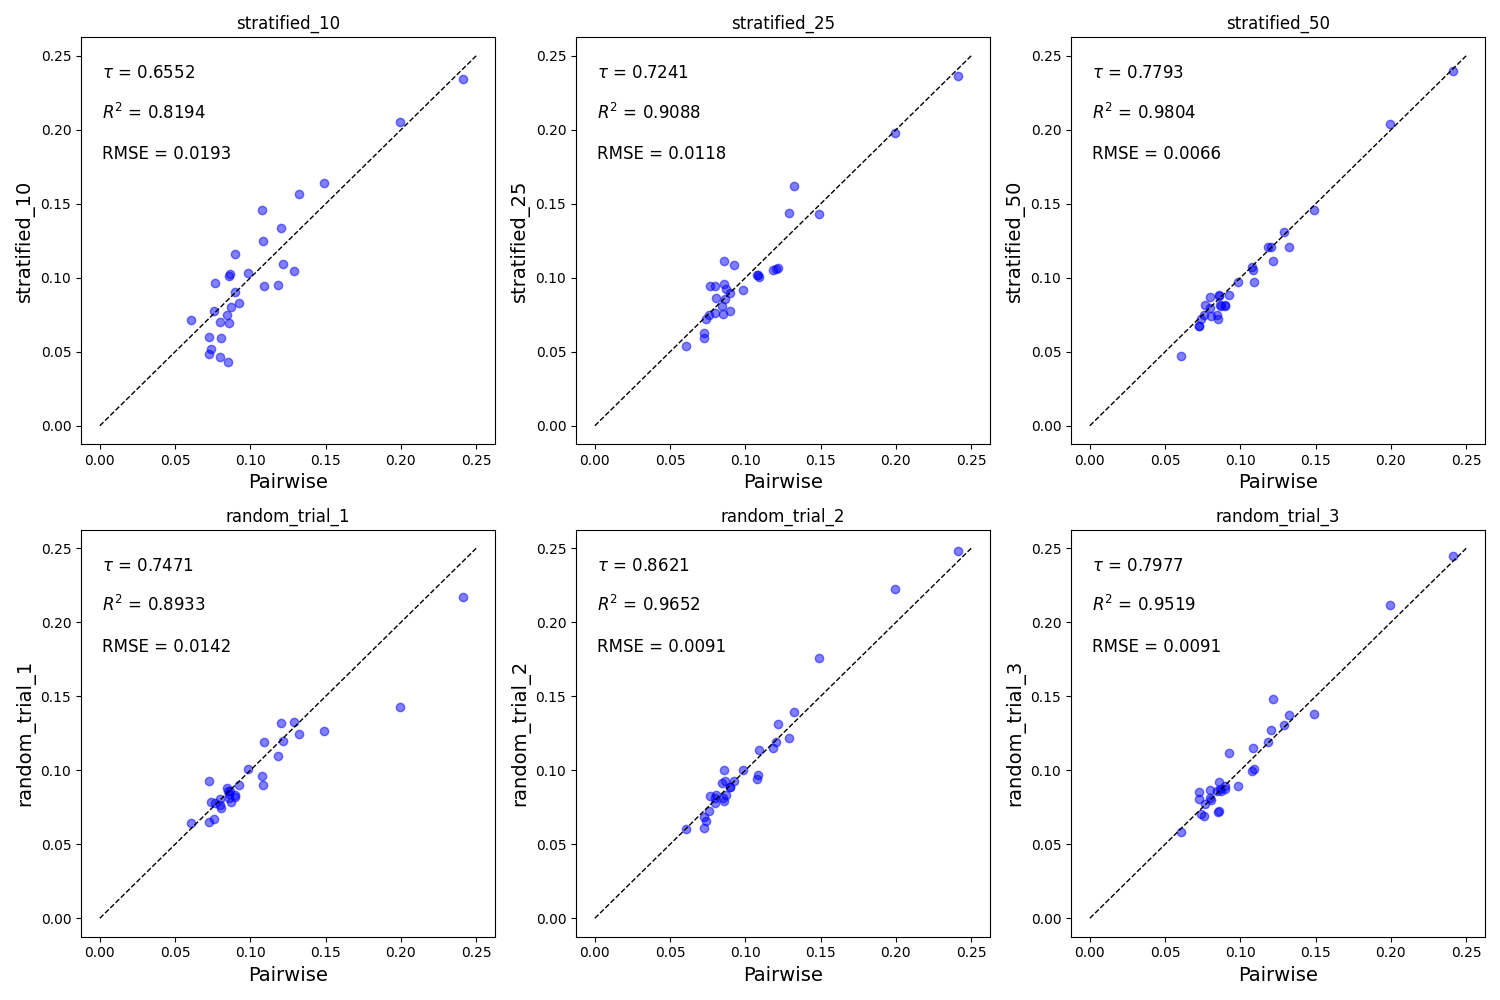 stratified_10
τ = 0.6552
R² = 0.8194
RMSE = 0.0193
0.25
0.20
0.15
0.10
0.05
0.00
stratified_10
0.00 0.05 0.10 0.15 0.20 0.25
Pairwise
stratified_25
τ = 0.7241
R² = 0.9088
RMSE = 0.0118
0.25
0.20
0.15
0.10
0.05
0.00
stratified_25
0.00 0.05 0.10 0.15 0.20 0.25
Pairwise
stratified_50
τ = 0.7793
R² = 0.9804
RMSE = 0.0066
0.25
0.20
0.15
0.10
0.05
0.00
stratified_50
0.00 0.05 0.10 0.15 0.20 0.25
Pairwise
random_trial_1
τ = 0.7471
R² = 0.8933
RMSE = 0.0142
0.25
0.20
0.15
0.10
0.05
0.00
random_trial_1
0.00 0.05 0.10 0.15 0.20 0.25
Pairwise
random_trial_2
τ = 0.8621
R² = 0.9652
RMSE = 0.0091
0.25
0.20
0.15
0.10
0.05
0.00
random_trial_2
0.00 0.05 0.10 0.15 0.20 0.25
Pairwise
random_trial_3
τ = 0.7977
R² = 0.9519
RMSE = 0.0091
0.25
0.20
0.15
0.10
0.05
0.00
random_trial_3
0.00 0.05 0.10 0.15 0.20 0.25
Pairwise